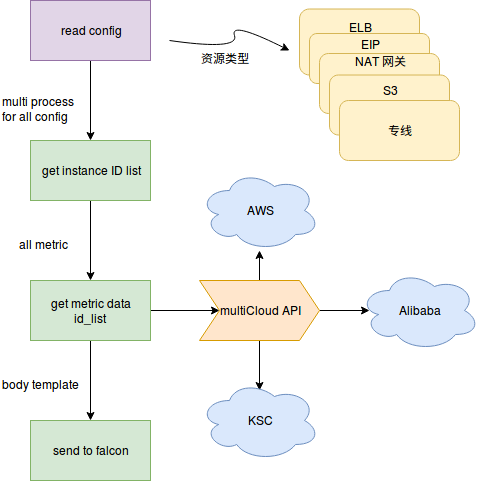 read config
资源类型
ELB
EIP
NAT 网关
S3
专线
multi process
for all config
get instance ID list
AWS
all metric
get metric data
id_list
multiCloud API
Alibaba
body template
KSC
send to falcon